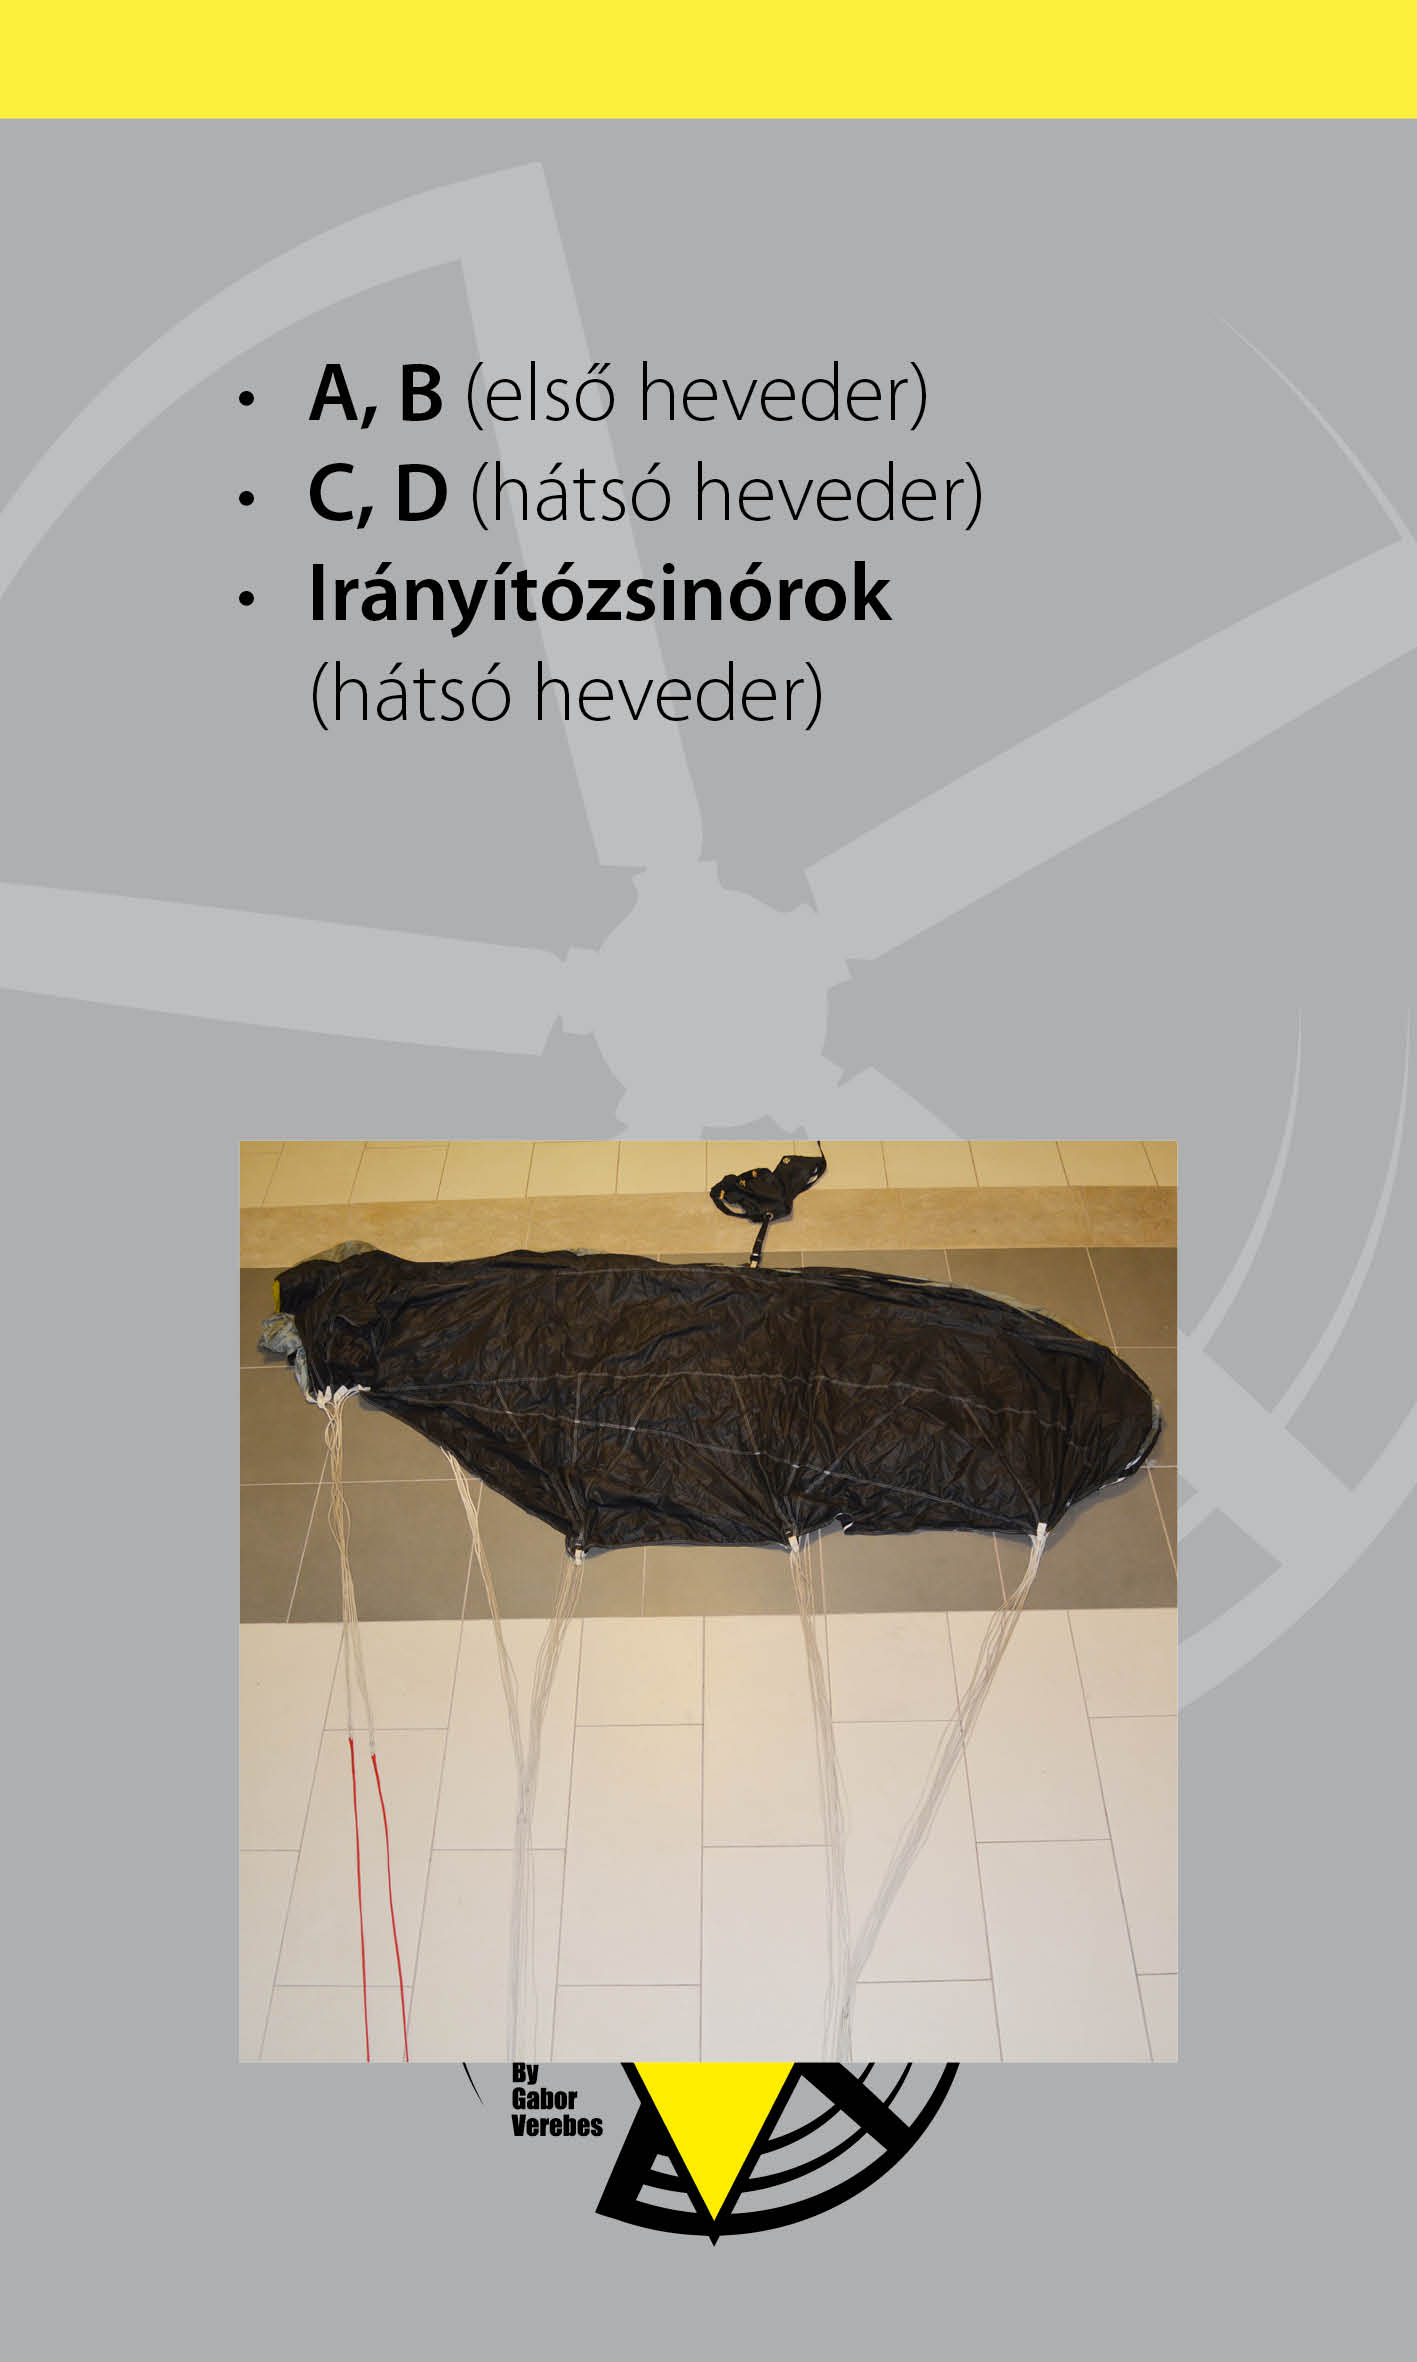 • A, B (első heveder)
• C, D (hátsó heveder)
• Irányítózsinórok
(hátsó heveder)
By
Gabor
Verebes